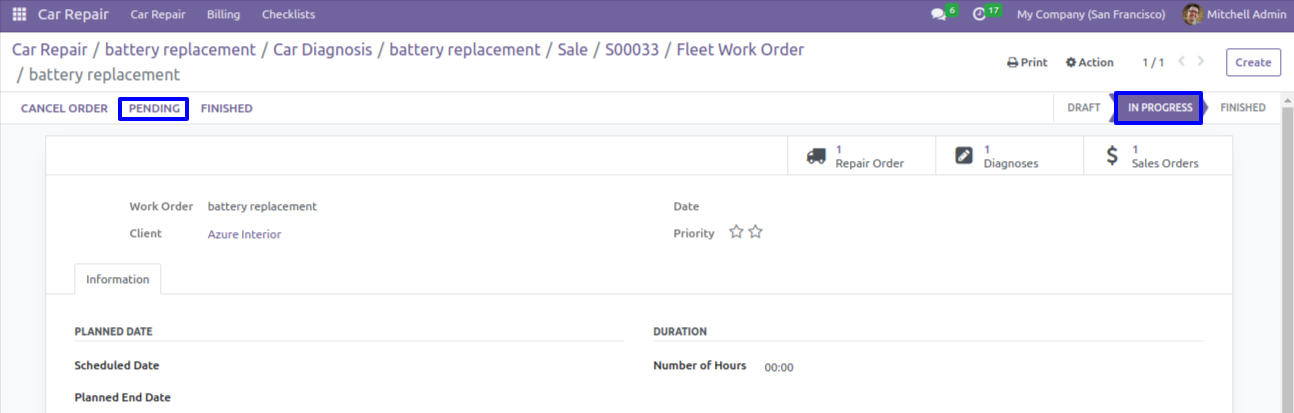 Car Repair Car Repair Billing Checklists 6 17 My Company (San Francisco) Mitchell Admin
Car Repair / battery replacement / Car Diagnosis / battery replacement / Sale / S00033 / Fleet Work Order
/ battery replacement
Print Action 1 / 1 Create
CANCEL ORDER PENDING FINISHED DRAFT IN PROGRESS FINISHED
1 Repair Order
1 Diagnoses
1 Sales Orders
Work Order battery replacement Date
Client Azure Interior Priority
Information
PLANNED DATE DURATION
Scheduled Date Number of Hours 00:00
Planned End Date